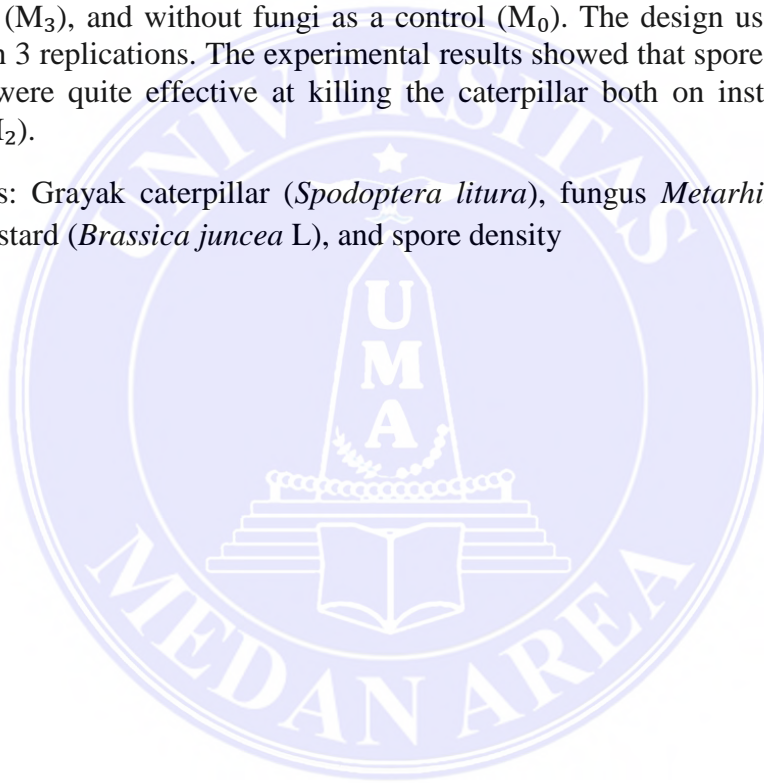 (M₃), and without fungi as a control (M₀). The design us
n 3 replications. The experimental results showed that spore
were quite effective at killing the caterpillar both on inst
I₂).
s: Grayak caterpillar (Spodoptera litura), fungus Metarhi
stard (Brassica juncea L), and spore density
UNIVERSITAS
U
M
A
MEDAN AREA